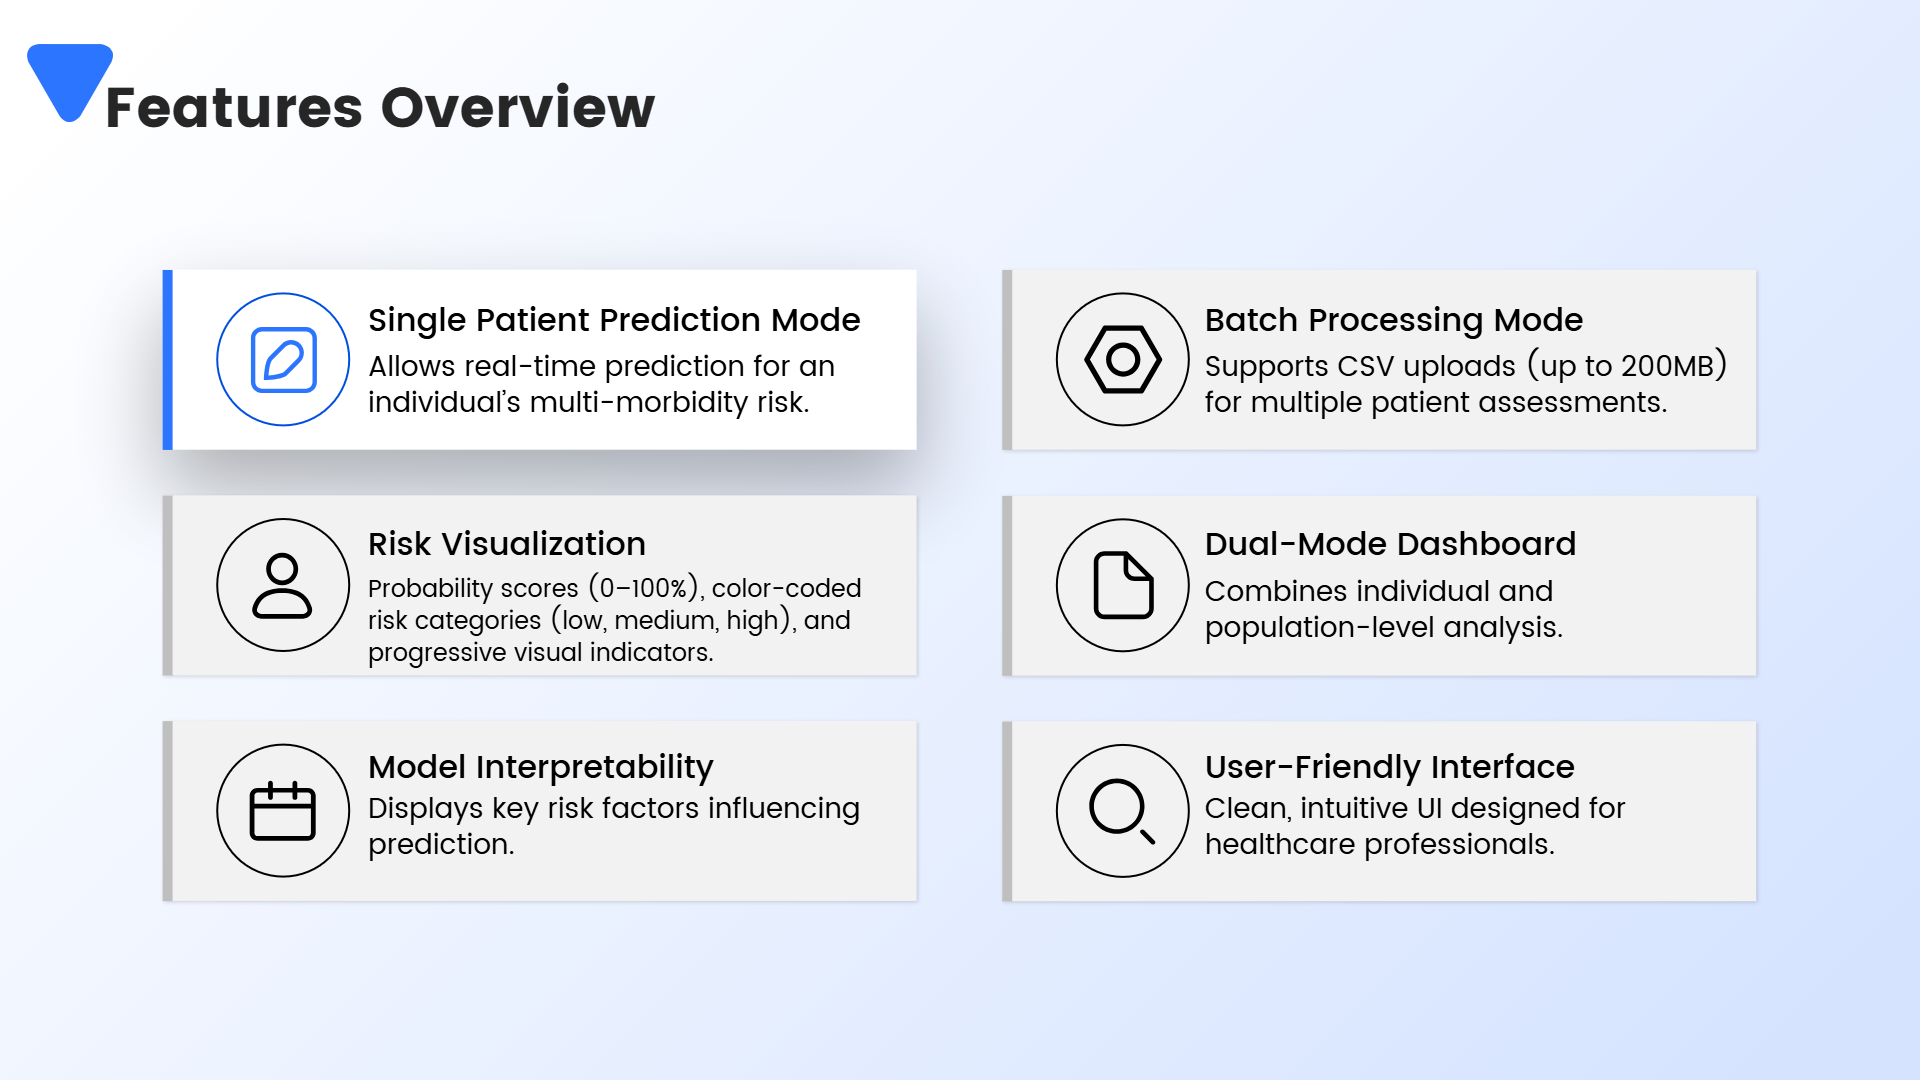 Features Overview
Single Patient Prediction Mode
Allows real-time prediction for an
individual’s multi-morbidity risk.
Batch Processing Mode
Supports CSV uploads (up to 200MB)
for multiple patient assessments.
Risk Visualization
Probability scores (0–100%), color-coded
risk categories (low, medium, high), and
progressive visual indicators.
Dual-Mode Dashboard
Combines individual and
population-level analysis.
Model Interpretability
Displays key risk factors influencing
prediction.
User-Friendly Interface
Clean, intuitive UI designed for
healthcare professionals.